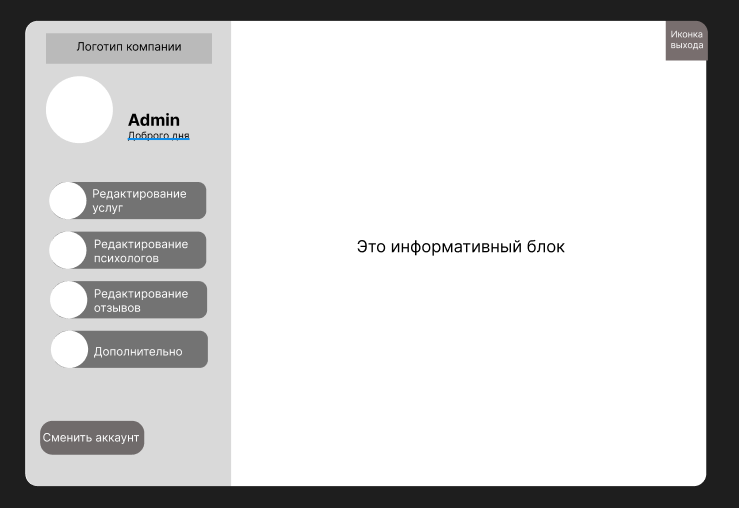 Логотип компании
Иконка
выхода
Admin
Доброго дня
Редактирование
услуг
Редактирование
психологов
Это информативный блок
Редактирование
отзывов
Дополнительно
Сменить аккаунт